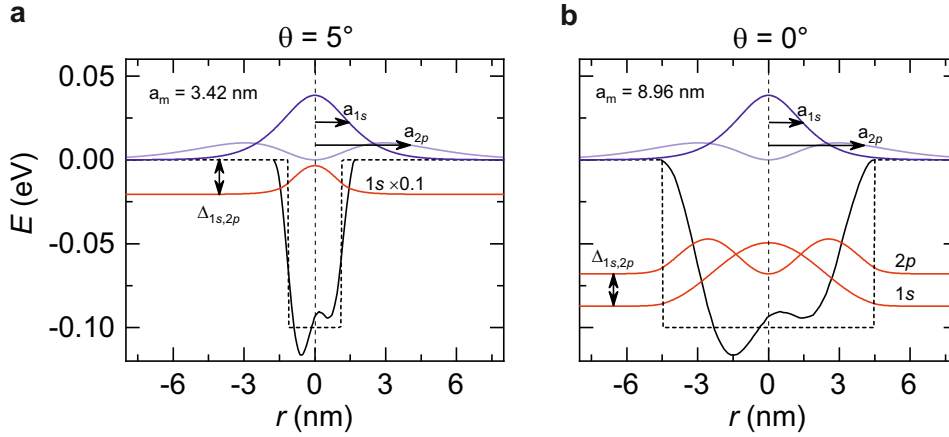 a
θ = 5°
0.05
0.00
-0.05
-0.10
E (eV)
a_m = 3.42 nm
a_1s
a_2p
1s ×0.1
Δ_1s,2p
-6
-3
0
3
6
r (nm)
b
θ = 0°
a_m = 8.96 nm
a_1s
a_2p
Δ_1s,2p
2p
1s
-6
-3
0
3
6
r (nm)